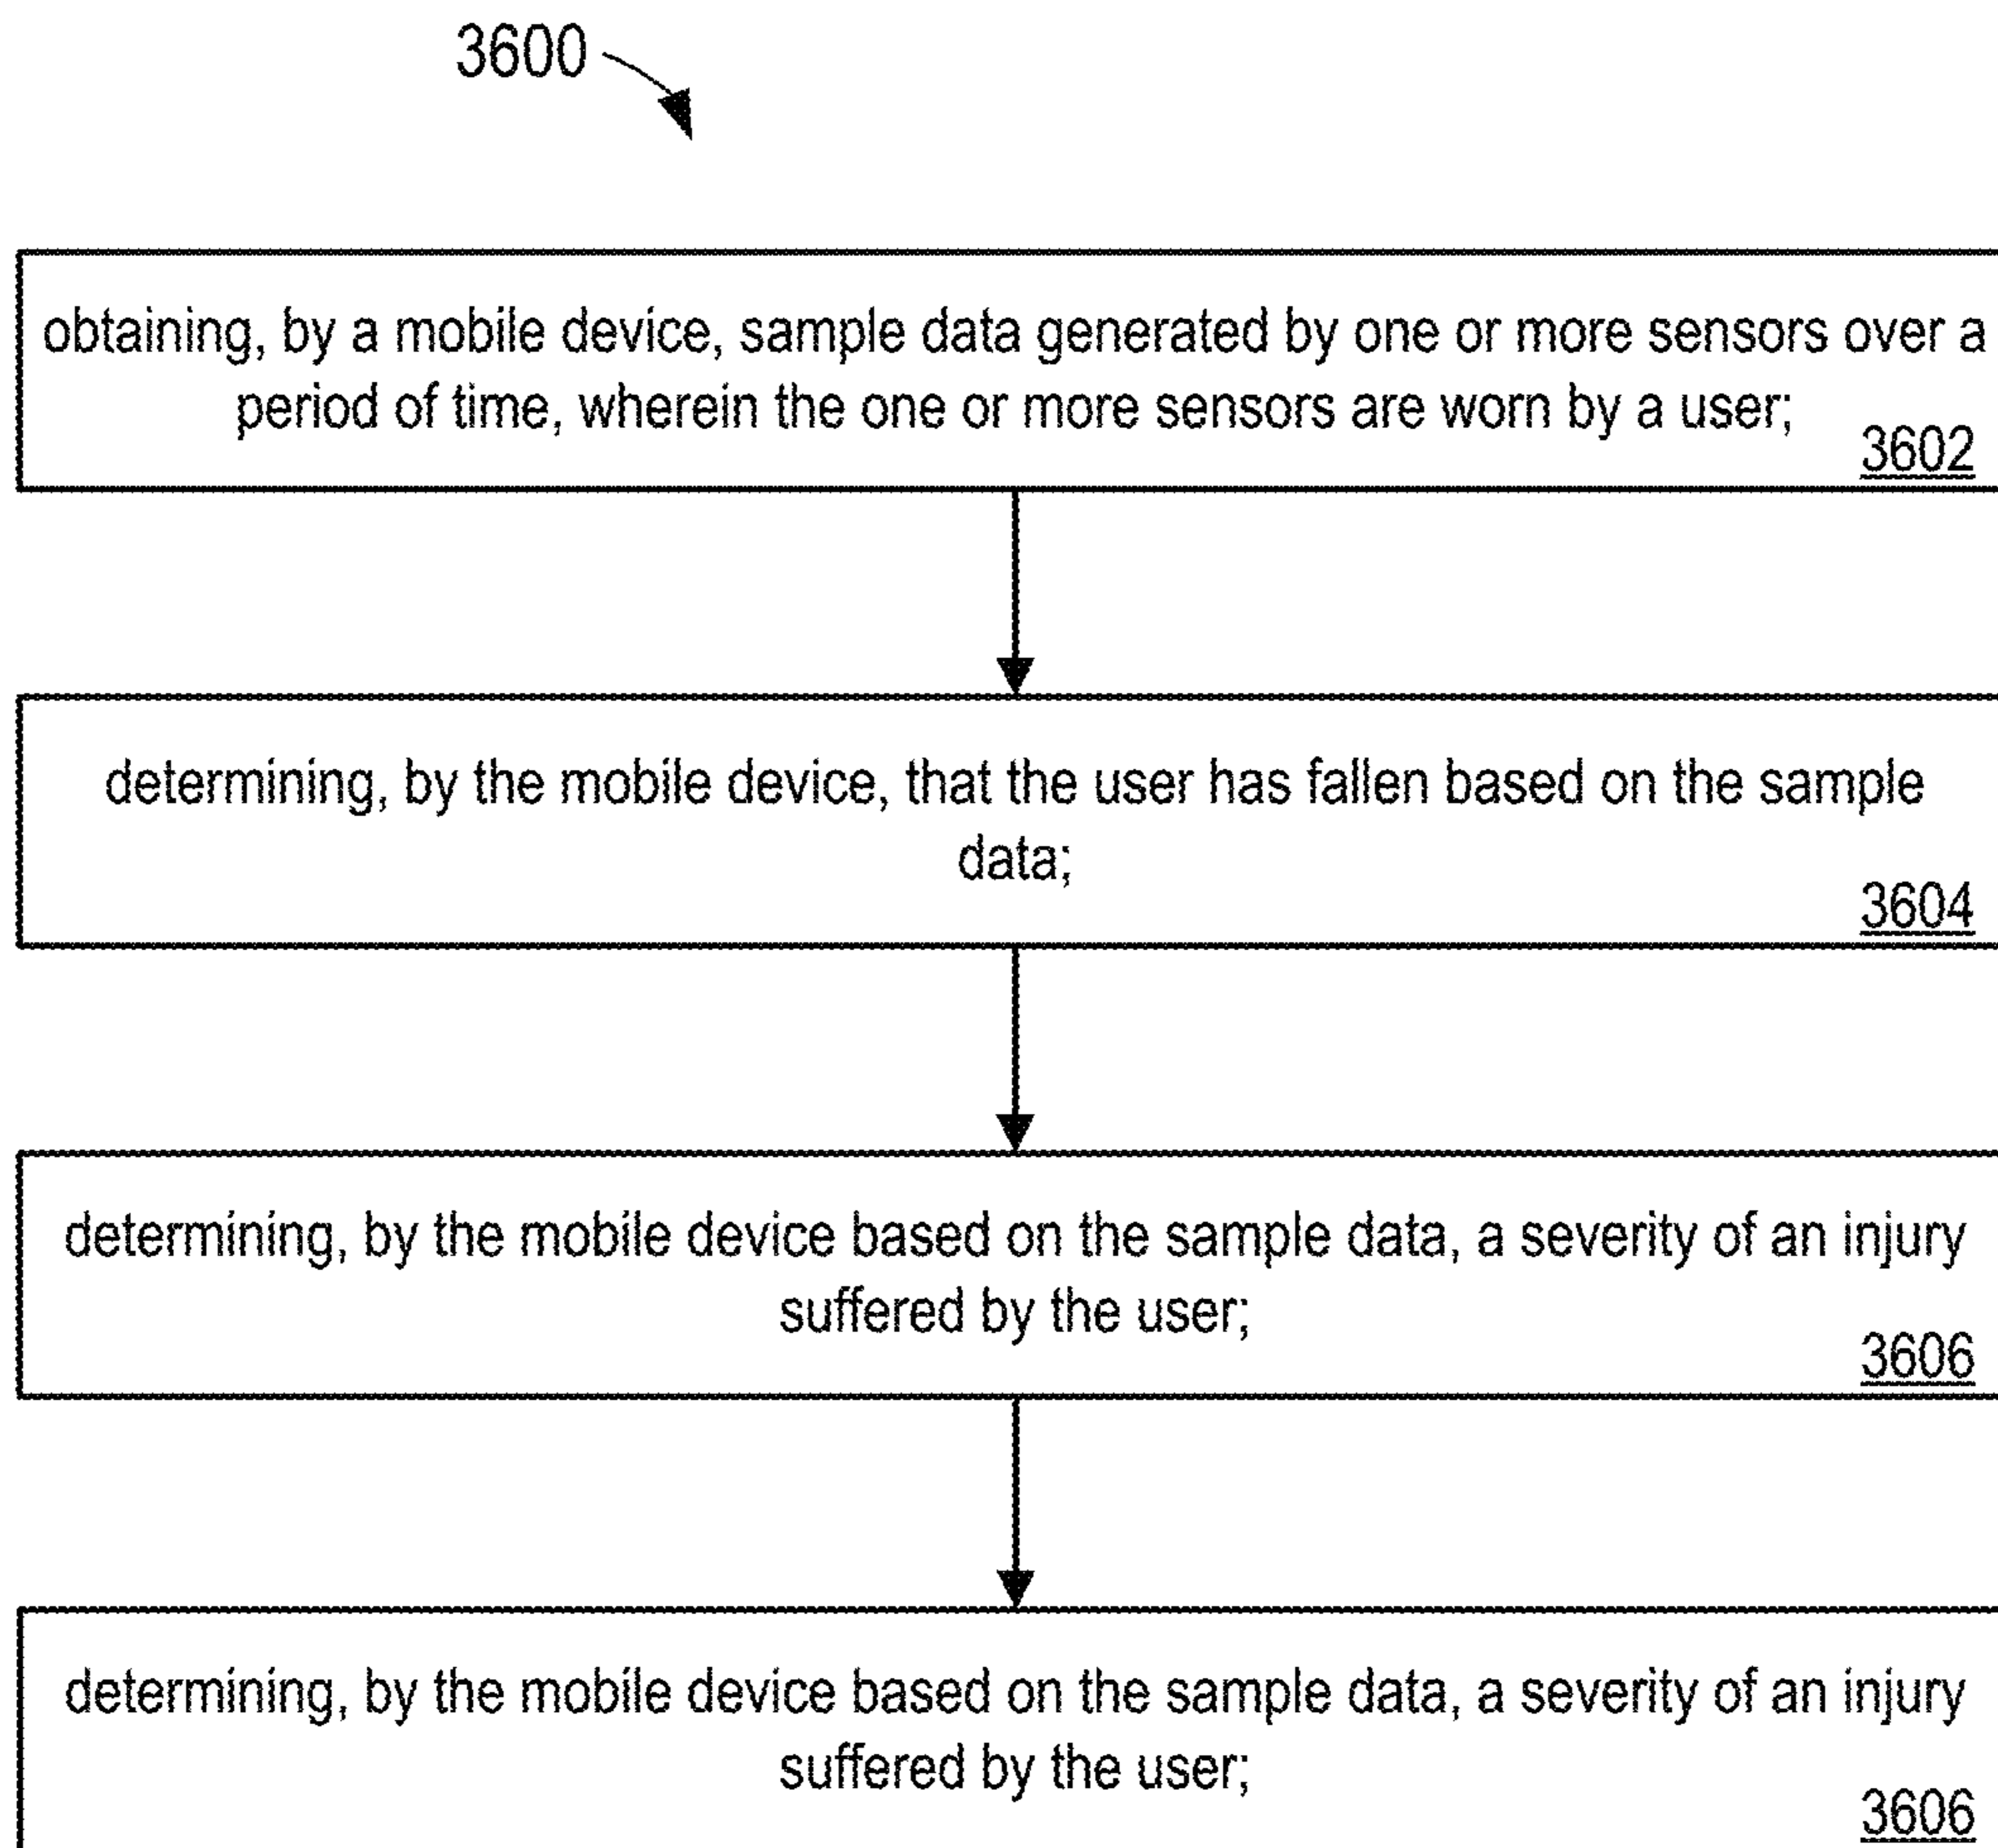 3600
obtaining, by a mobile device, sample data generated by one or more sensors over a
period of time, wherein the one or more sensors are worn by a user;
3602
determining, by the mobile device, that the user has fallen based on the sample
data;
3604
determining, by the mobile device based on the sample data, a severity of an injury
suffered by the user;
3606
determining, by the mobile device based on the sample data, a severity of an injury
suffered by the user;
3606